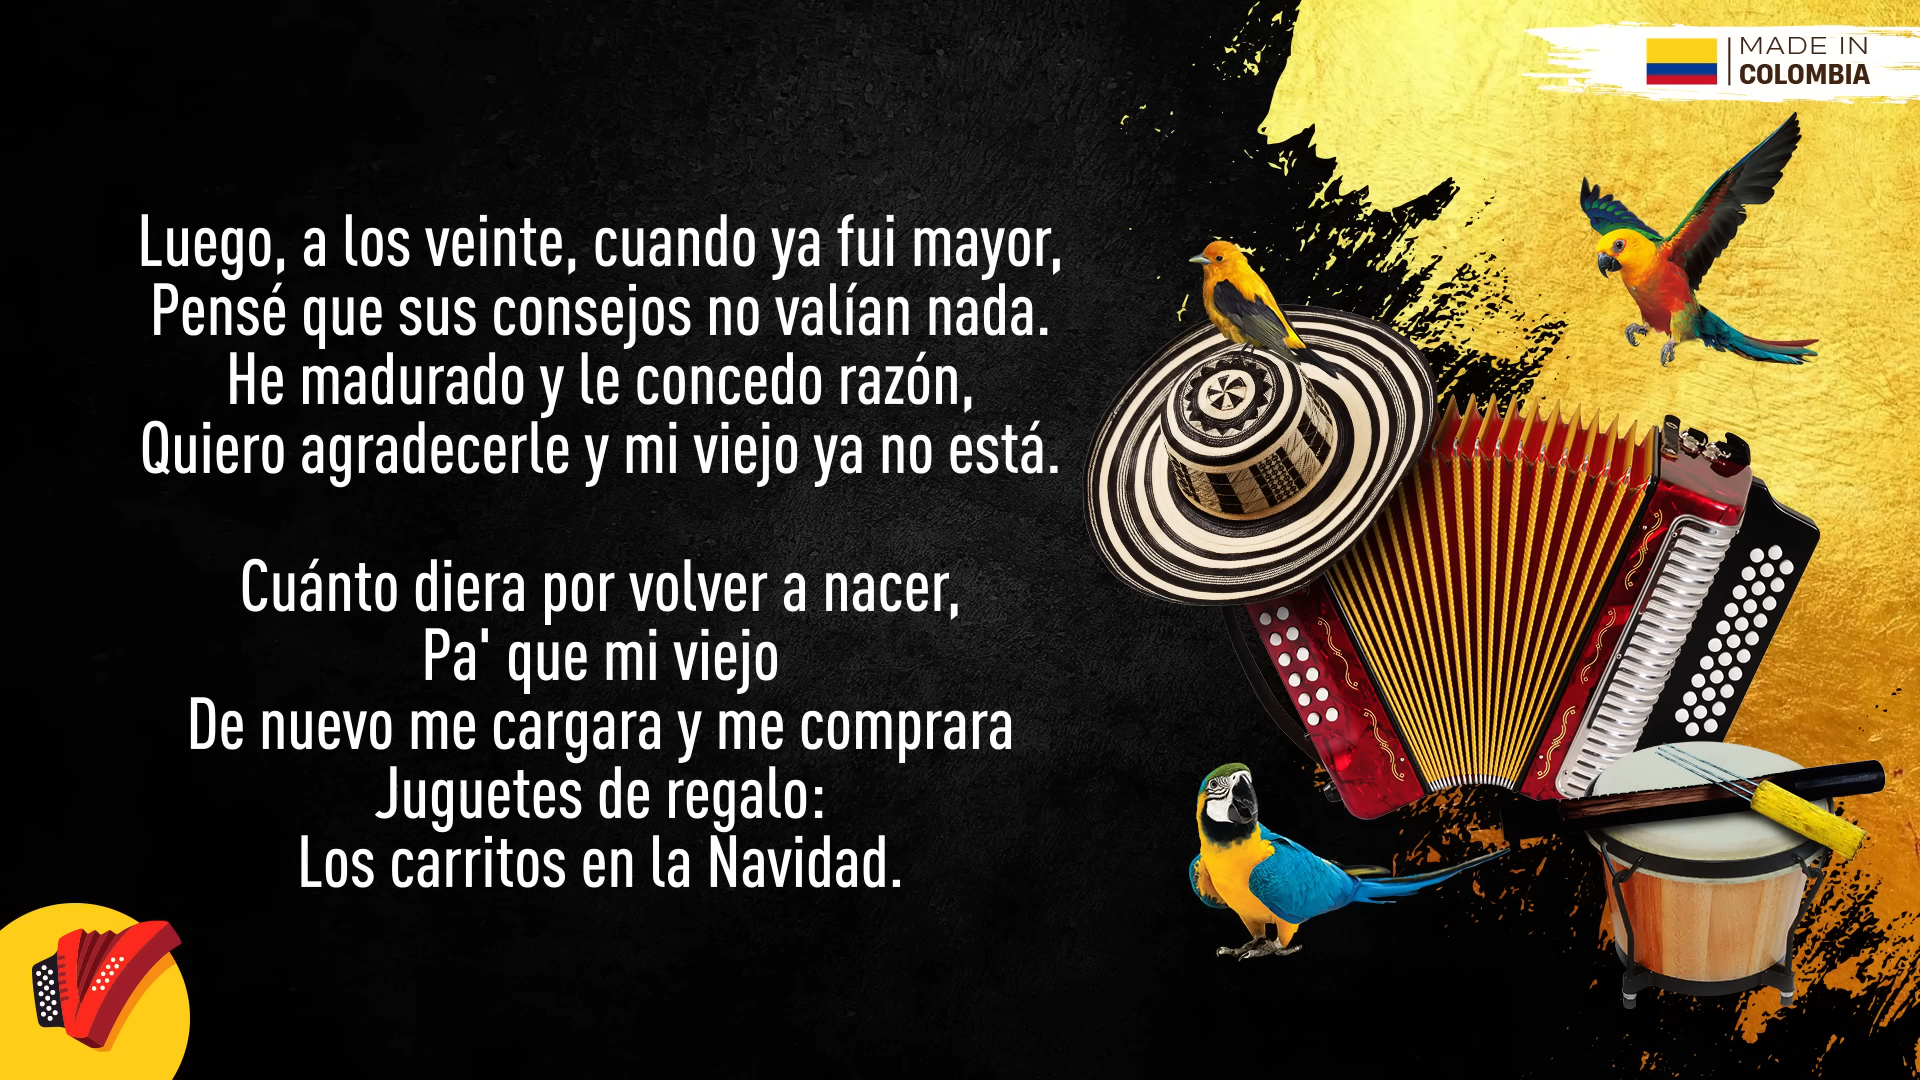 MADE IN
COLOMBIA
Luego, a los veinte, cuando ya fui mayor,
Pensé que sus consejos no valían nada.
He madurado y le concedo razón,
Quiero agradecerle y mi viejo ya no está.
Cuánto diera por volver a nacer,
Pa' que mi viejo
De nuevo me cargara y me comprara
Juguetes de regalo:
Los carritos en la Navidad.